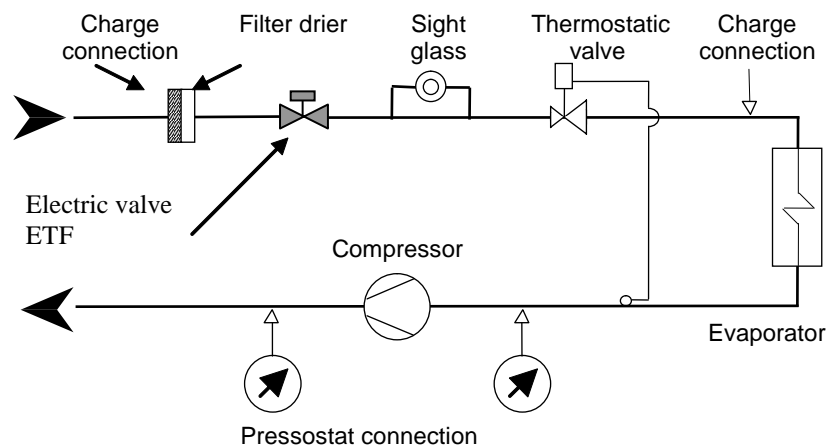 Charge
connection
Filter drier
Sight
glass
Thermostatic
valve
Charge
connection
Electric valve
ETF
Compressor
Evaporator
Pressostat connection